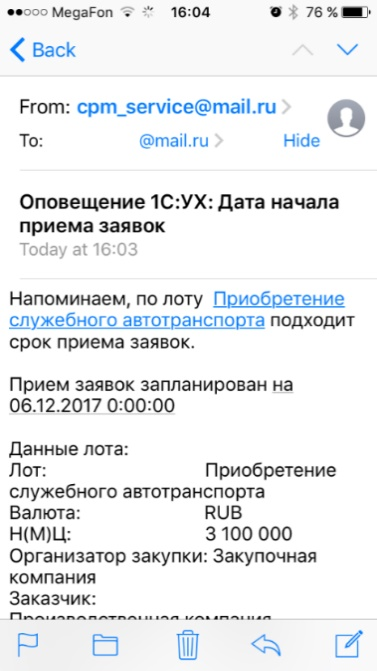 MegaFon 16:04 76 %
Back
From: cpm_service@mail.ru
To: @mail.ru Hide
Оповещение 1С:УХ: Дата начала
приема заявок
Today at 16:03
Напоминаем, по лоту Приобретение
служебного автотранспорта подходит
срок приема заявок.
Прием заявок запланирован на
06.12.2017 0:00:00
Данные лота:
Лот: Приобретение
служебного автотранспорта
Валюта: RUB
Н(М)Ц: 3 100 000
Организатор закупки: Закупочная
компания
Заказчик:
Производственная компания